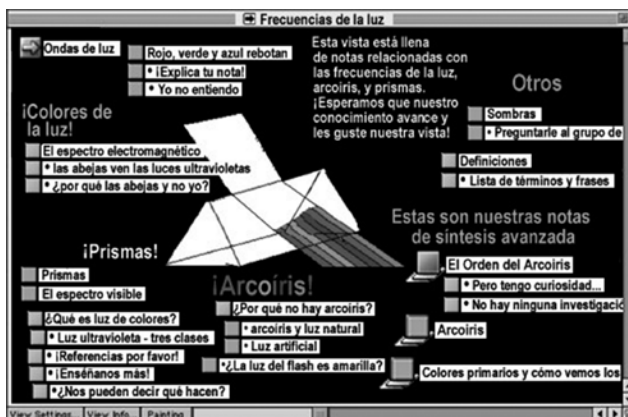 Frecuencias de la luz
Ondas de luz
Rojo, verde y azul rebotan
• ¡Explica tu nota!
• Yo no entiendo
Esta vista está llena
de notas relacionadas con
las frecuencias de la luz,
arcoiris, y prismas.
¡Esperamos que nuestro
conocimiento avance y
les guste nuestra vista!
Otros
Sombras
• Preguntarle al grupo de
Definiciones
• Lista de términos y frases
¡Colores de
la luz!
El espectro electromagnético
• las abejas ven las luces ultravioletas
• ¿por qué las abejas y no yo?
Estas son nuestras notas
de síntesis avanzada
El Orden del Arcoiris
• Pero tengo curiosidad...
• No hay ninguna investigació
Arcoiris
Colores primarios y cómo vemos los
¡Prismas!
Prismas
El espectro visible
¿Qué es luz de colores?
• Luz ultravioleta - tres clases
• ¡Referencias por favor!
• ¡Enséñanos más!
• ¿Nos pueden decir qué hacen?
¡Arcoíris!
¿Por qué no hay arcoiris?
• arcoiris y luz natural
• Luz artificial
¿La luz del flash es amarilla?
View Settings... View Info... Painting